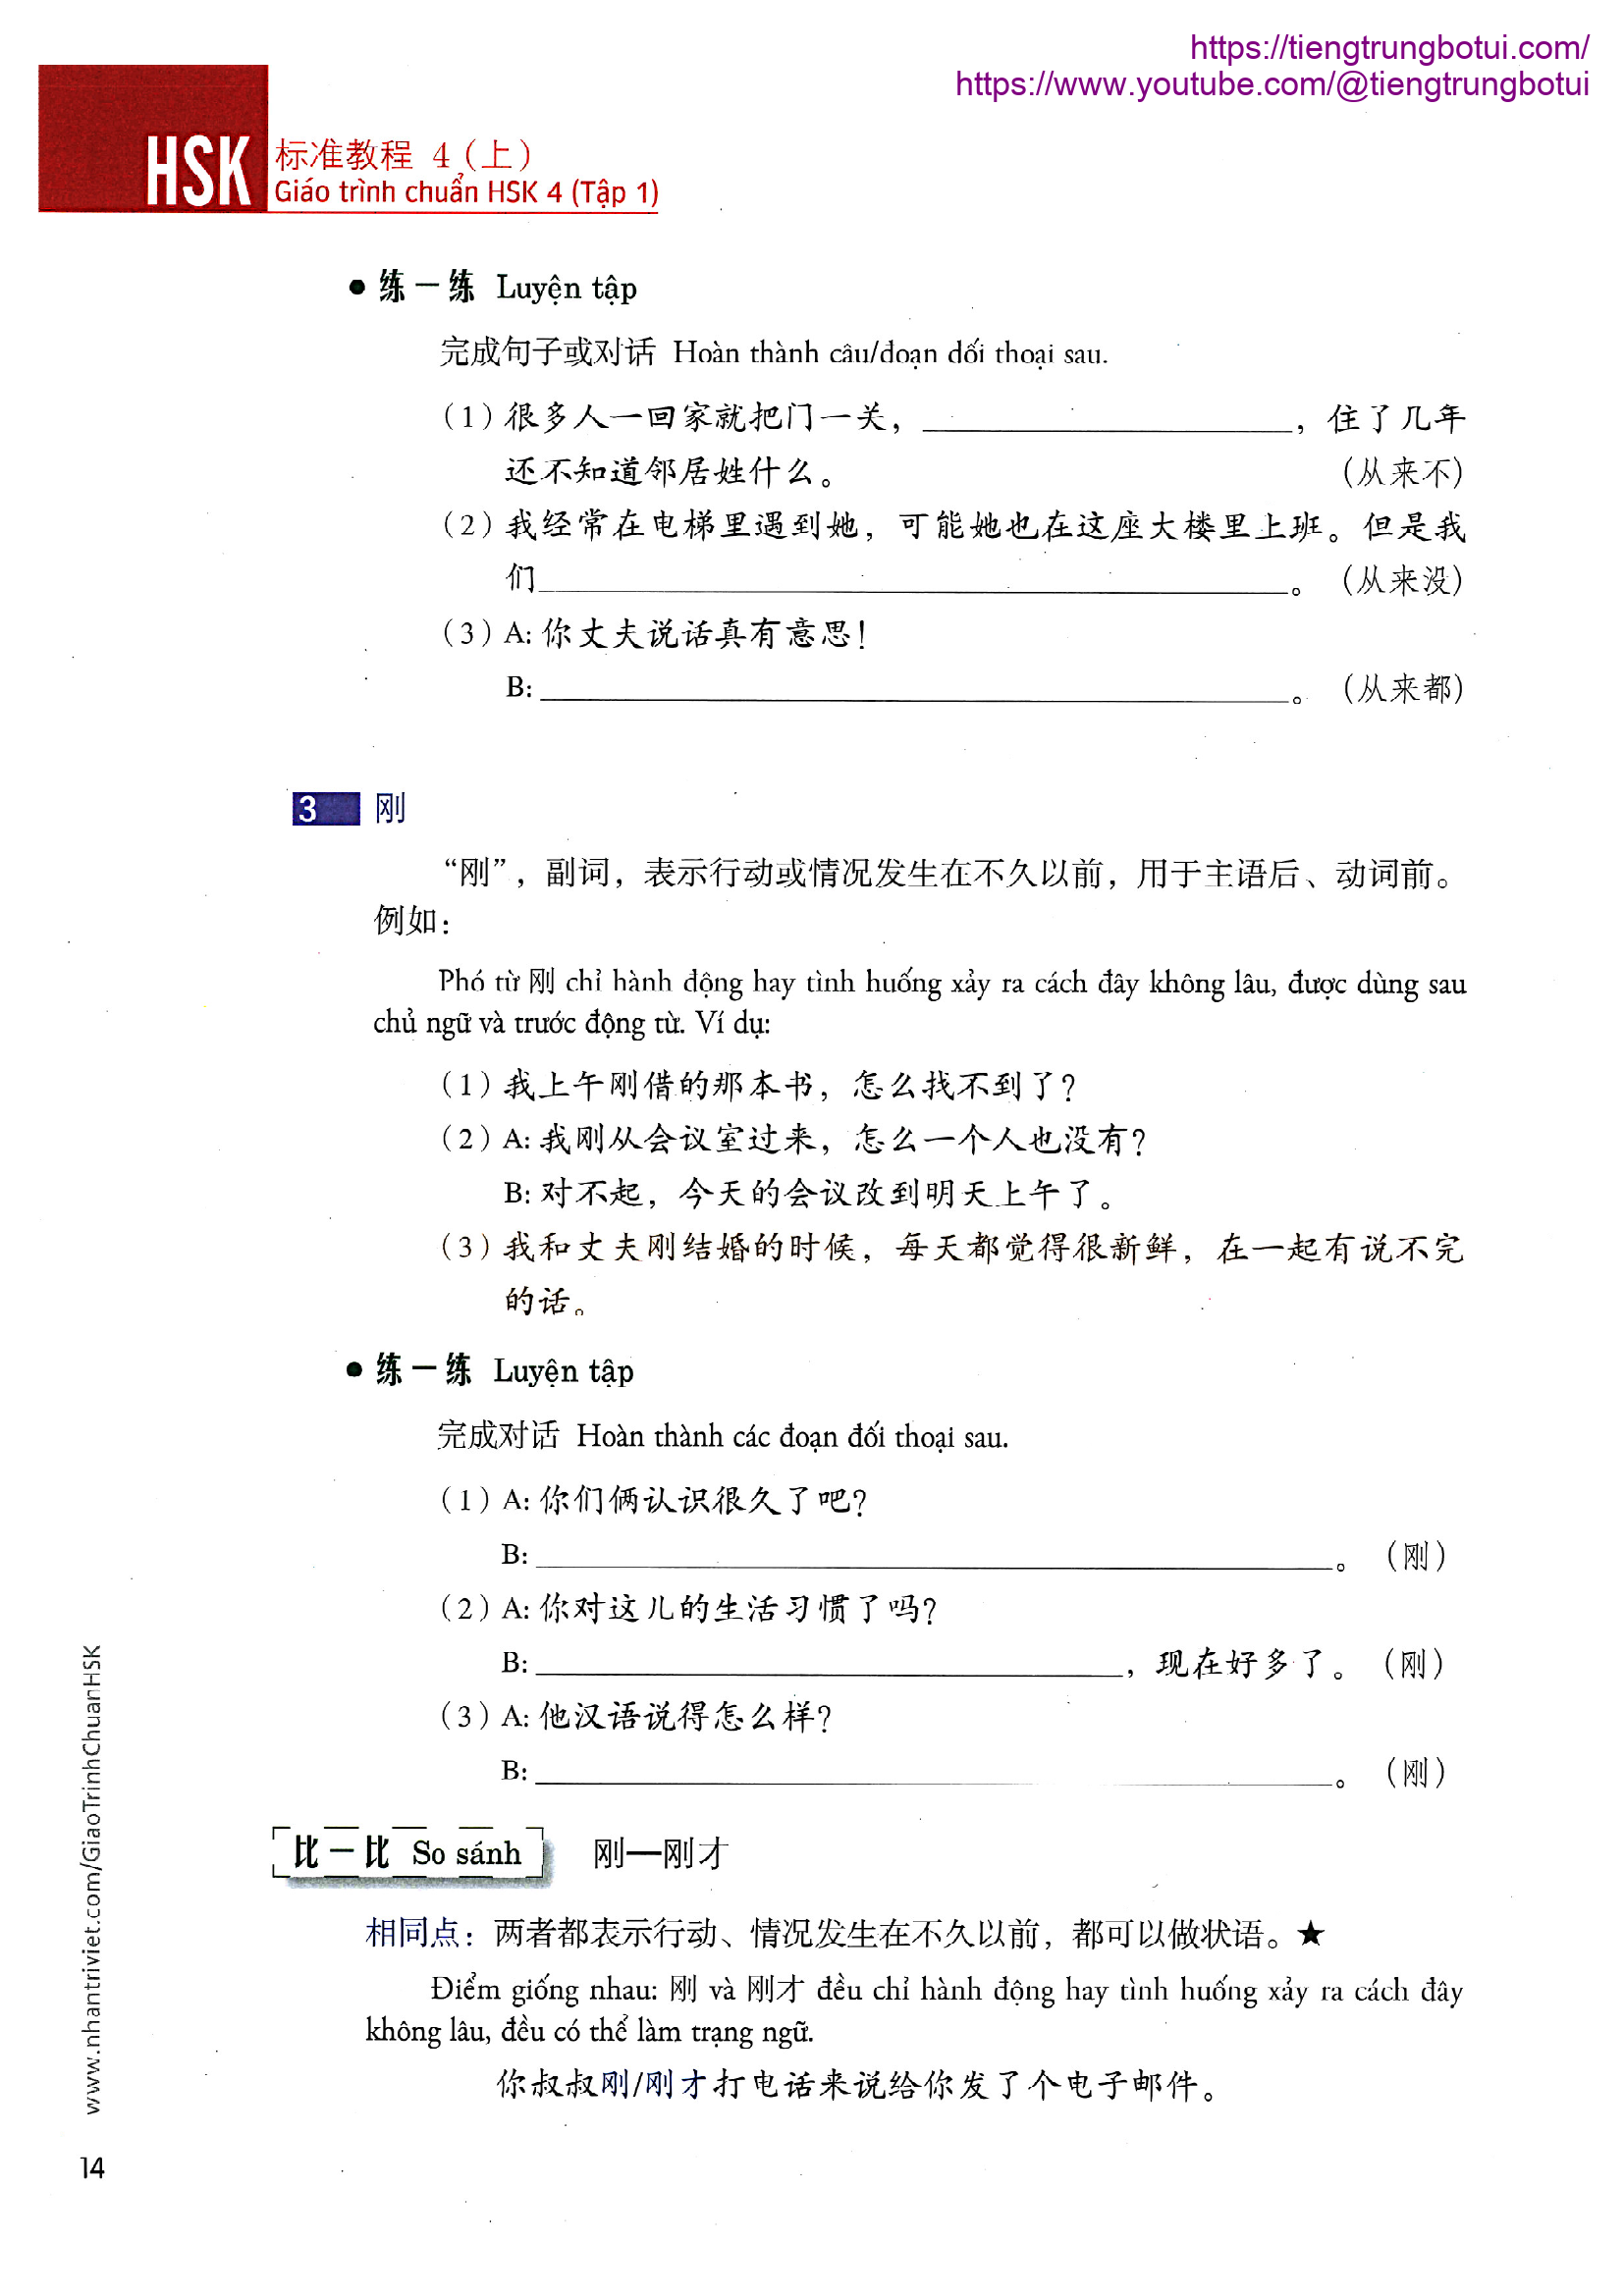 https://tiengtrungbotui.com/
https://www.youtube.com/@tiengtrungbotui
HSK 标准教程 4（上）
Giáo trình chuẩn HSK 4 (Tập 1)
● 练一练 Luyện tập
完成句子或对话 Hoàn thành câu/đoạn đối thoại sau.
（1）很多人一回家就把门一关，____________________，住了几年
还不知道邻居姓什么。 （从来不）
（2）我经常在电梯里遇到她，可能她也在这座大楼里上班。但是我
们____________________。 （从来没）
（3）A: 你丈夫说话真有意思！
B: ____________________。 （从来都）
3 刚
“刚”，副词，表示行动或情况发生在不久以前，用于主语后、动词前。
例如：
Phó từ 刚 chỉ hành động hay tình huống xảy ra cách đây không lâu, được dùng sau
chủ ngữ và trước động từ. Ví dụ:
（1）我上午刚借的那本书，怎么找不到了？
（2）A: 我刚从会议室过来，怎么一个人也没有？
B: 对不起，今天的会议改到明天上午了。
（3）我和丈夫刚结婚的时候，每天都觉得很新鲜，在一起有说不完
的话。
● 练一练 Luyện tập
完成对话 Hoàn thành các đoạn đối thoại sau.
（1）A: 你们俩认识很久了吧？
B: ____________________。 （刚）
（2）A: 你对这儿的生活习惯了吗？
B: ____________________，现在好多了。 （刚）
（3）A: 他汉语说得怎么样？
B: ____________________。 （刚）
比一比 So sánh 刚—刚才
相同点：两者都表示行动、情况发生在不久以前，都可以做状语。★
Điểm giống nhau: 刚 và 刚才 đều chỉ hành động hay tình huống xảy ra cách đây
không lâu, đều có thể làm trạng ngữ.
你叔叔刚/刚才打电话来说给你发了个电子邮件。
www.nhantriviet.com/GiaoTrinhChuanHSK
14